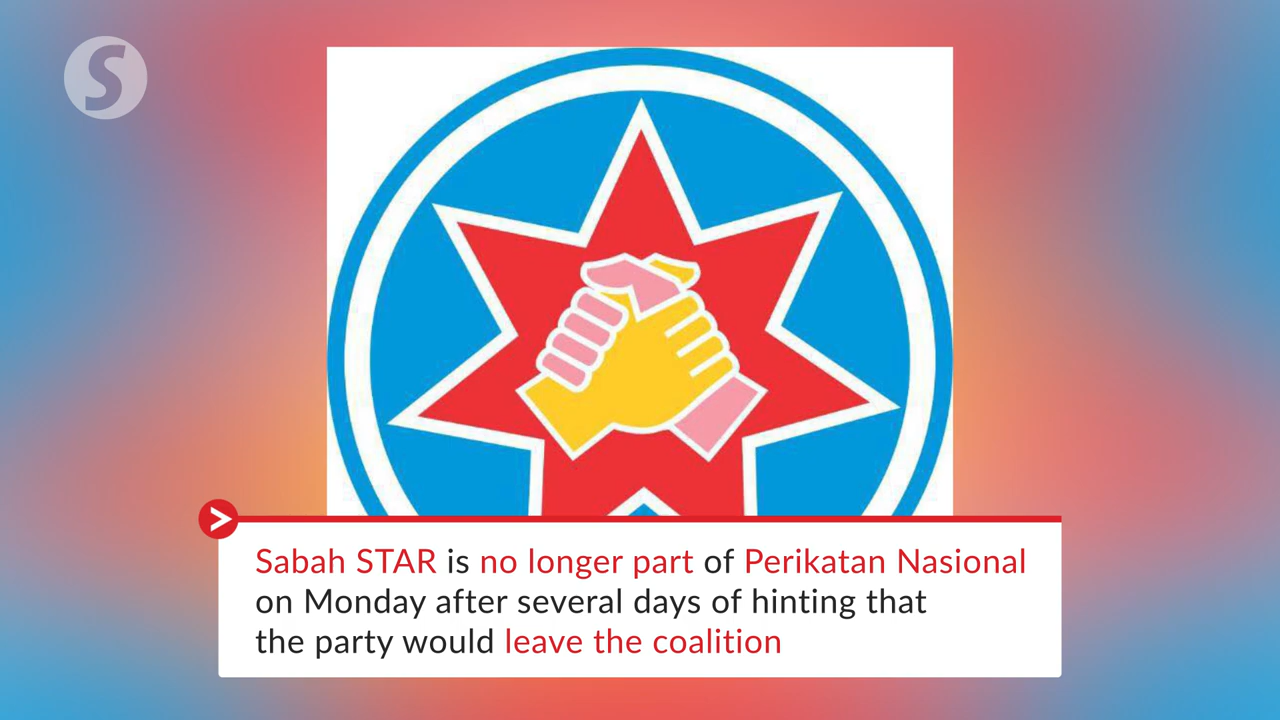 S
Sabah STAR is no longer part of Perikatan Nasional
on Monday after several days of hinting that
the party would leave the coalition